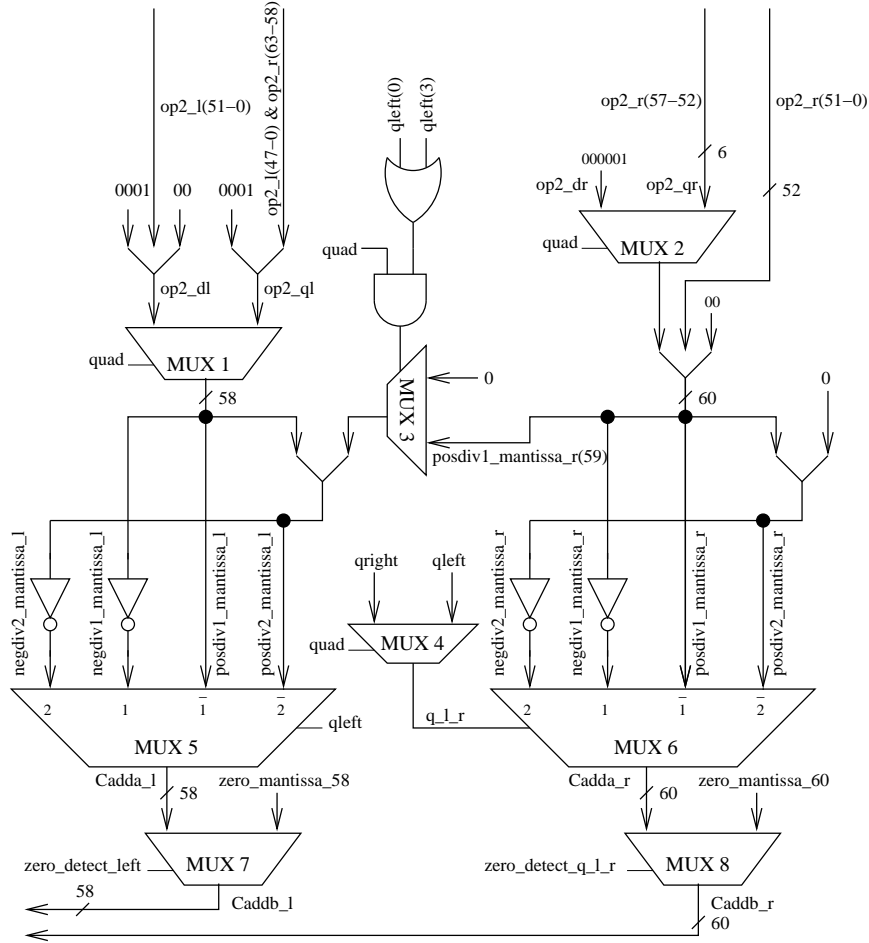 op2_l(51−0)
op2_l(47−0) & op2_r(63−58)
qleft(0)
qleft(3)
op2_r(57−52)
op2_r(51−0)
0001
00
0001
000001
6
52
op2_dr
op2_qr
quad
MUX 2
quad
op2_dl
op2_ql
00
quad
MUX 1
MUX 3
0
0
58
60
posdiv1_mantissa_r(59)
negdiv2_mantissa_l
negdiv1_mantissa_l
posdiv1_mantissa_l
posdiv2_mantissa_l
qright
qleft
negdiv2_mantissa_r
negdiv1_mantissa_r
posdiv1_mantissa_r
posdiv2_mantissa_r
quad
MUX 4
2
1
1̅
2̅
qleft
q_l_r
2
1
1̅
2̅
MUX 5
MUX 6
Cadda_l
zero_mantissa_58
Cadda_r
zero_mantissa_60
58
60
zero_detect_left
MUX 7
zero_detect_q_l_r
MUX 8
58
Caddb_l
Caddb_r
60